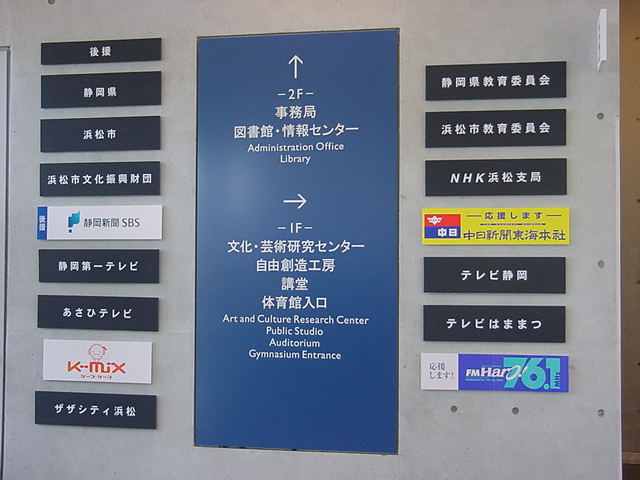 後援
静岡県
浜松市
浜松市文化振興財団
後援 静岡新聞 SBS
静岡第一テレビ
あさひテレビ
K-MIX
ケーミックス
ザザシティ浜松
↑
－2F－
事務局
図書館・情報センター
Administration Office
Library
→
－1F－
文化・芸術研究センター
自由創造工房
講堂
体育館入口
Art and Culture Research Center
Public Studio
Auditorium
Gymnasium Entrance
静岡県教育委員会
浜松市教育委員会
NHK浜松支局
－応援します－
中日 中日新聞東海本社
テレビ静岡
テレビはままつ
応援
します!
FM Haro! 76.1 MHz